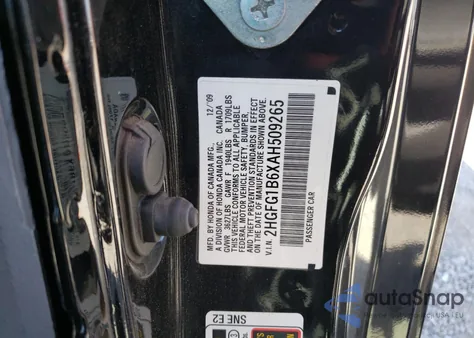 MFD. BY HONDA OF CANADA MFG. 12/09
A DIVISION OF HONDA CANADA INC. CANADA
GVWR 3627LBS GAWR F 1940LBS R 1709LBS
THIS VEHICLE CONFORMS TO ALL APPLICABLE
FEDERAL MOTOR VEHICLE SAFETY, BUMPER,
AND THEFT PREVENTION STANDARDS IN EFFECT
ON THE DATE OF MANUFACTURE SHOWN ABOVE.
V.I.N. 2HGFG1B6XAH509265
PASSENGER CAR
SNE E2
autoSnap